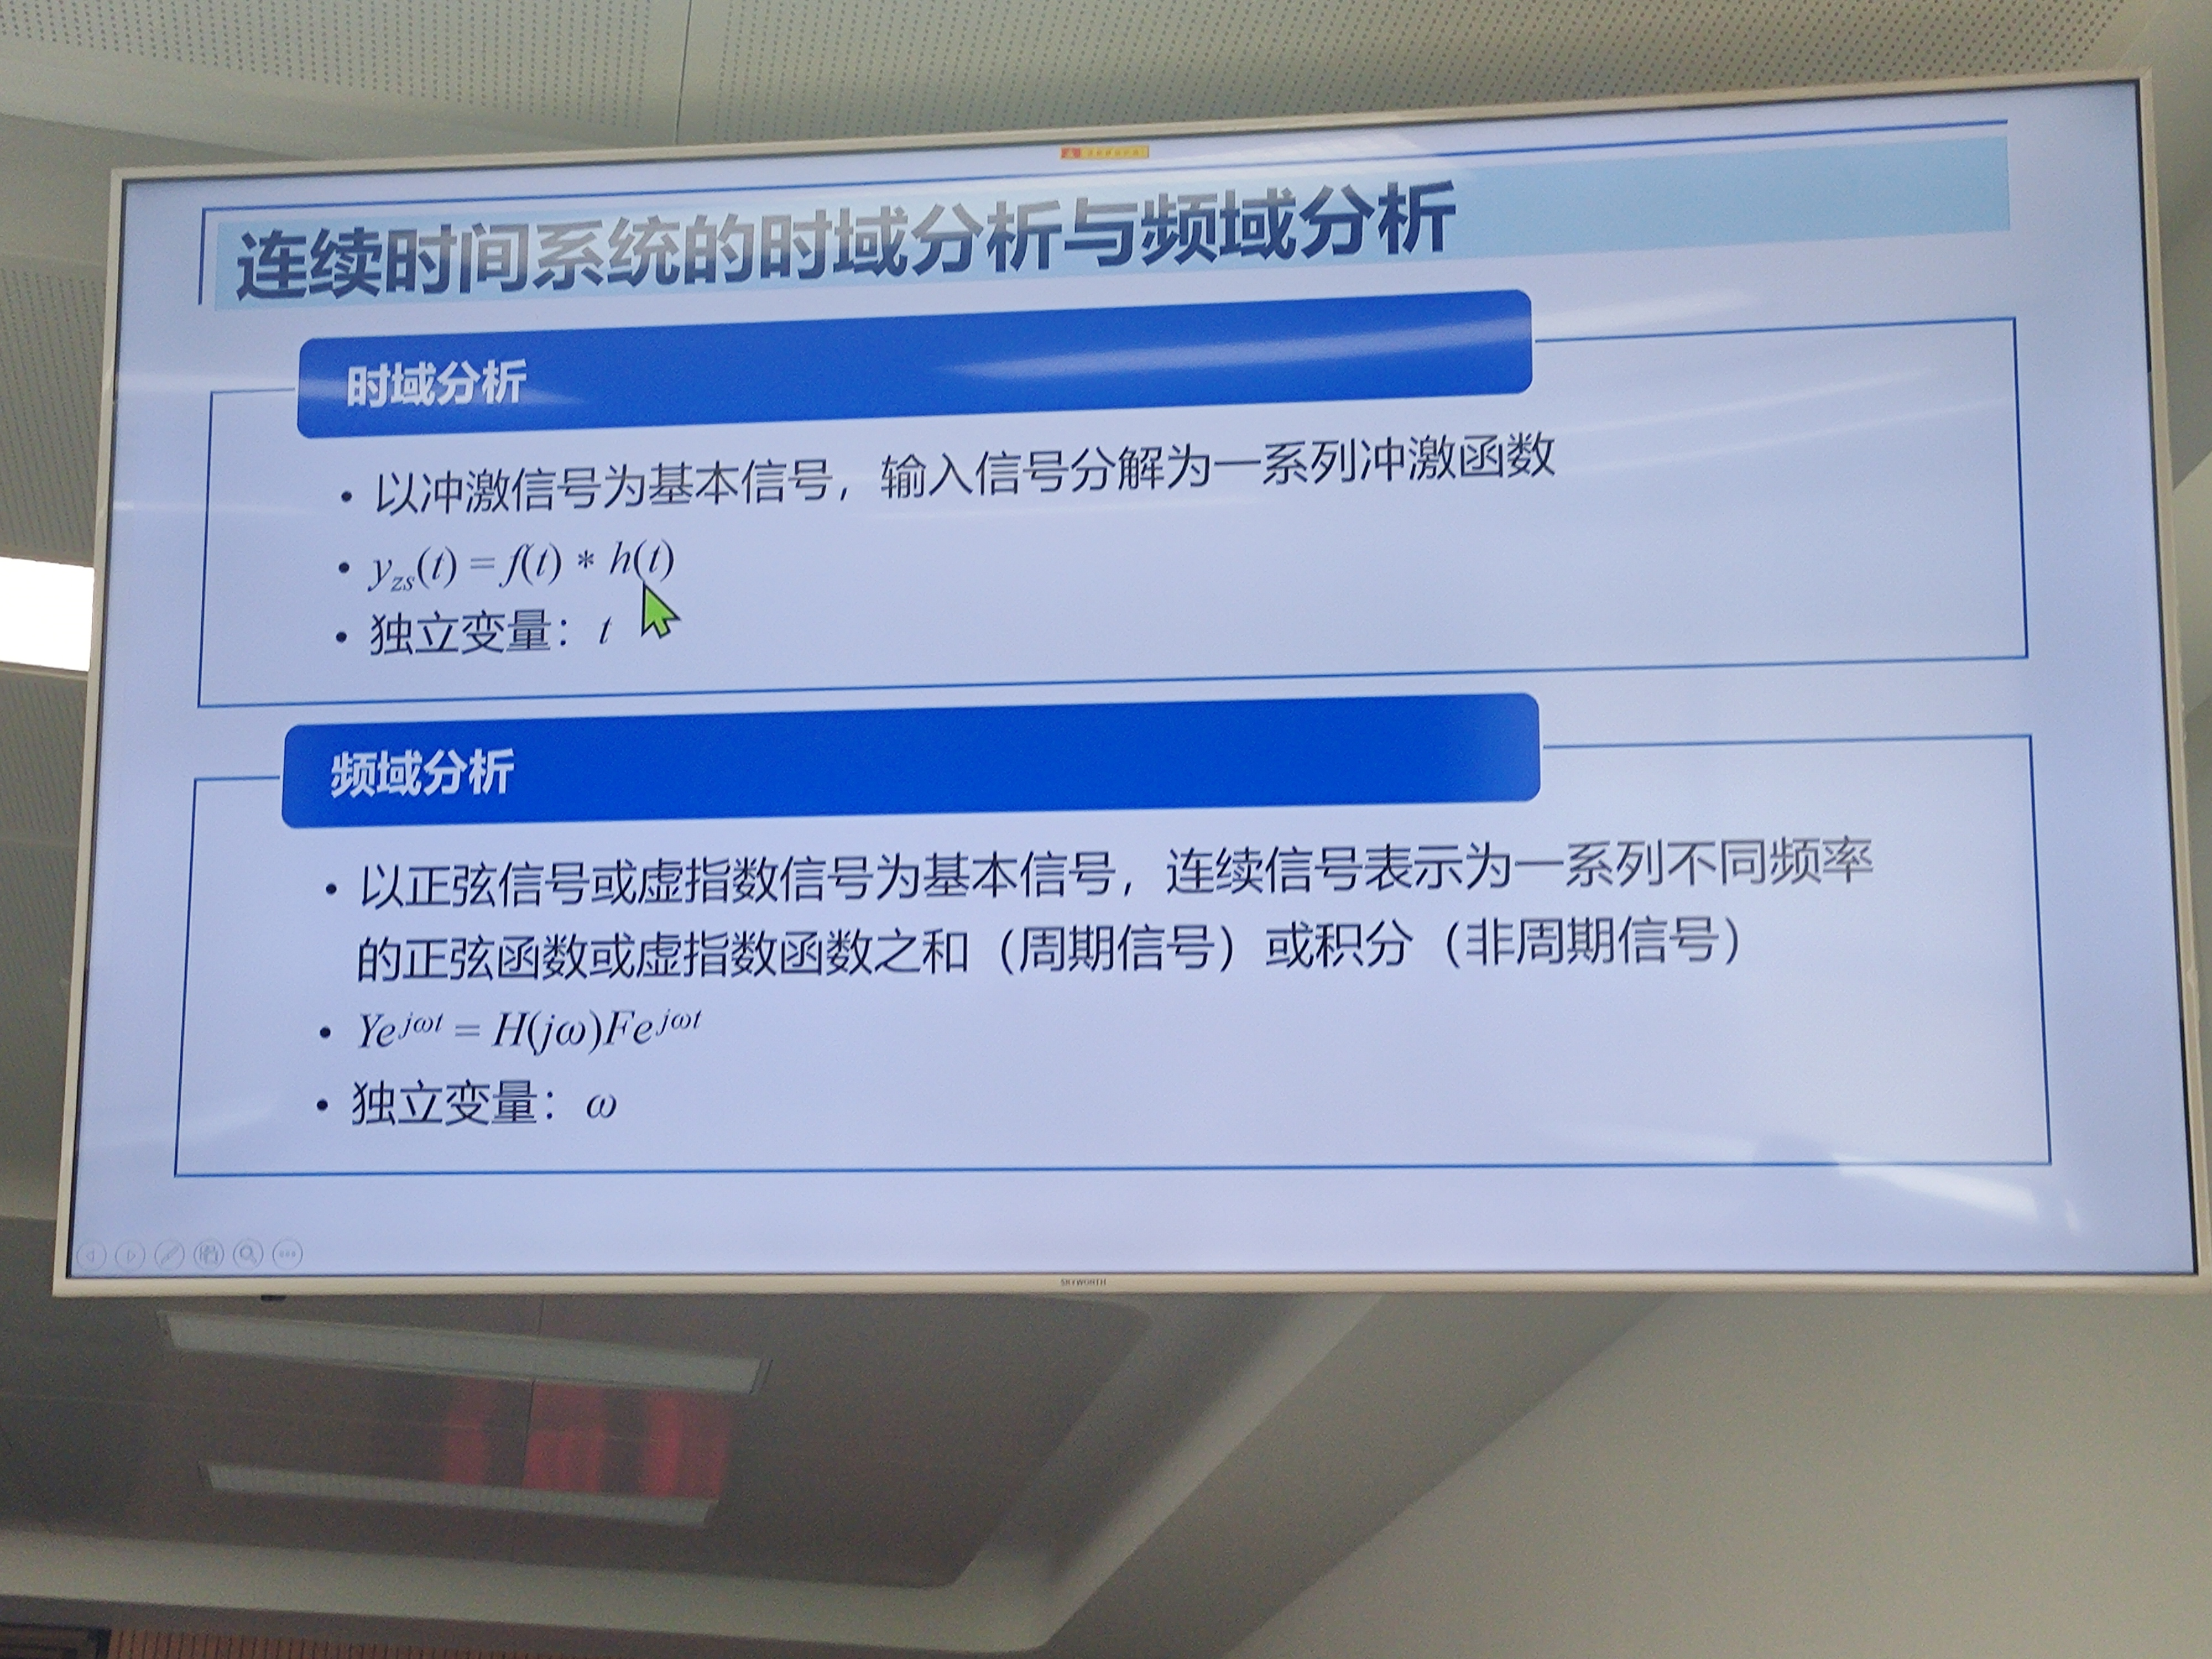 连续时间系统的时域分析与频域分析
时域分析
• 以冲激信号为基本信号，输入信号分解为一系列冲激函数
• yzs(t) = f(t) * h(t)
• 独立变量：t
频域分析
• 以正弦信号或虚指数信号为基本信号，连续信号表示为一系列不同频率
的正弦函数或虚指数函数之和（周期信号）或积分（非周期信号）
• Ye^jωt = H(jω)Fe^jωt
• 独立变量：ω
SKYWORTH